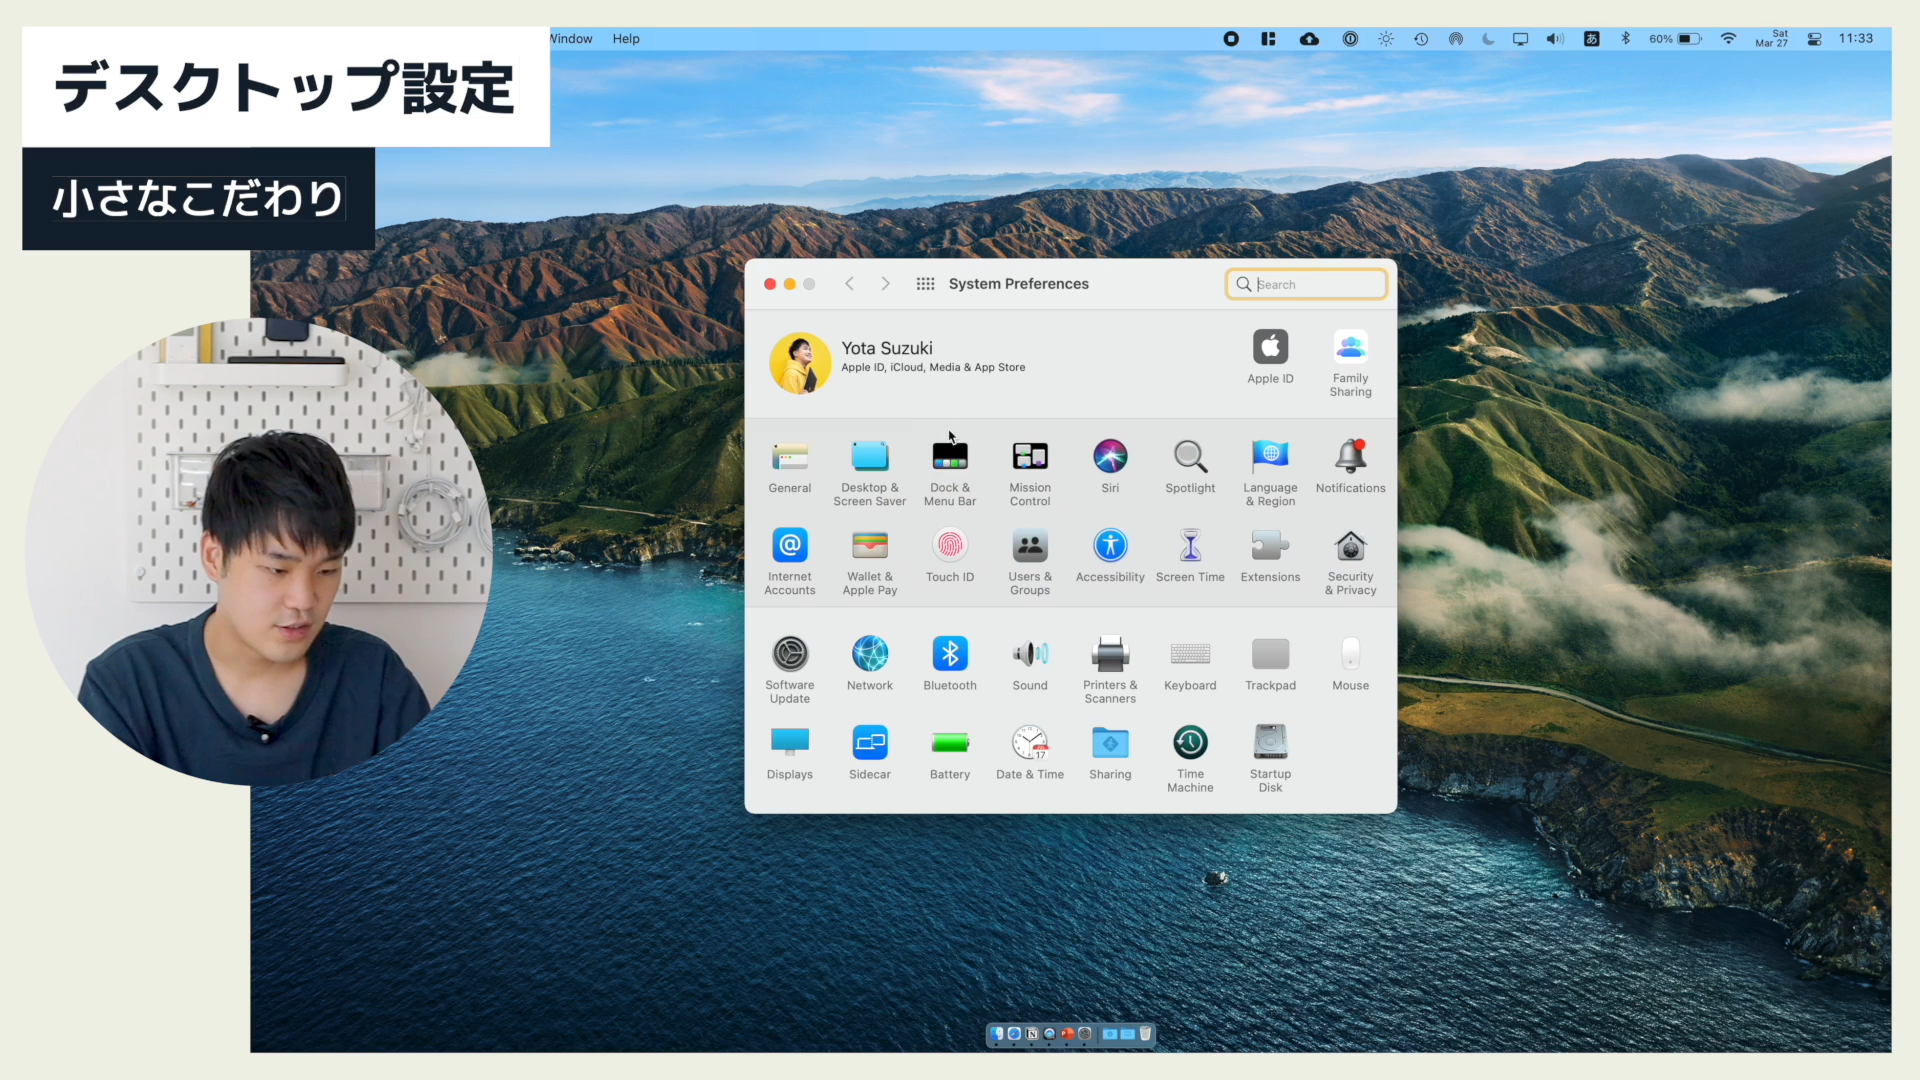 デスクトップ設定
小さなこだわり
Window Help
60%
Sat
Mar 27
11:33
あ
System Preferences
Search
Yota Suzuki
Apple ID, iCloud, Media & App Store
Apple ID
Family
Sharing
General
Desktop &
Screen Saver
Dock &
Menu Bar
Mission
Control
Siri
Spotlight
Language
& Region
Notifications
Internet
Accounts
Wallet &
Apple Pay
Touch ID
Users &
Groups
Accessibility
Screen Time
Extensions
Security
& Privacy
Software
Update
Network
Bluetooth
Sound
Printers &
Scanners
Keyboard
Trackpad
Mouse
Displays
Sidecar
Battery
Date & Time
17
Sharing
Time
Machine
Startup
Disk